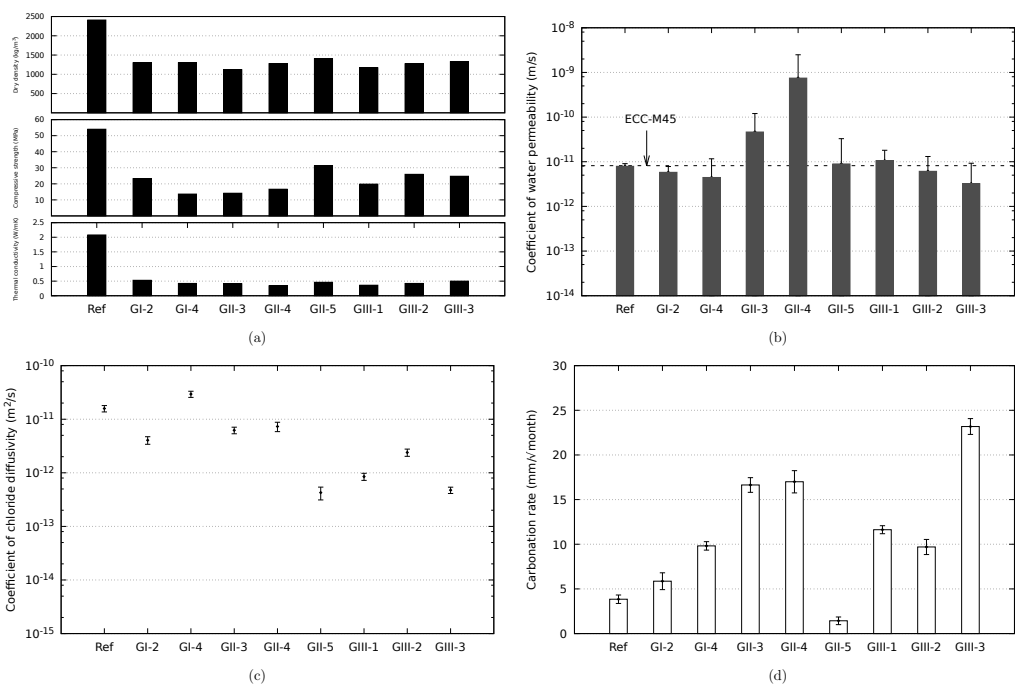 Dry density (kg/m³)
2500
2000
1500
1000
500
Compressive strength (MPa)
60
50
40
30
20
10
Thermal conductivity (W/mK)
2.5
2
1.5
1
0.5
0
Ref GI-2 GI-4 GII-3 GII-4 GII-5 GIII-1 GIII-2 GIII-3
(a)
Coefficient of water permeability (m/s)
10⁻⁸
10⁻⁹
10⁻¹⁰
10⁻¹¹
10⁻¹²
10⁻¹³
10⁻¹⁴
ECC-M45
Ref GI-2 GI-4 GII-3 GII-4 GII-5 GIII-1 GIII-2 GIII-3
(b)
Coefficient of chloride diffusivity (m²/s)
10⁻¹⁰
10⁻¹¹
10⁻¹²
10⁻¹³
10⁻¹⁴
10⁻¹⁵
Ref GI-2 GI-4 GII-3 GII-4 GII-5 GIII-1 GIII-2 GIII-3
(c)
Carbonation rate (mm/√month)
30
25
20
15
10
5
0
Ref GI-2 GI-4 GII-3 GII-4 GII-5 GIII-1 GIII-2 GIII-3
(d)